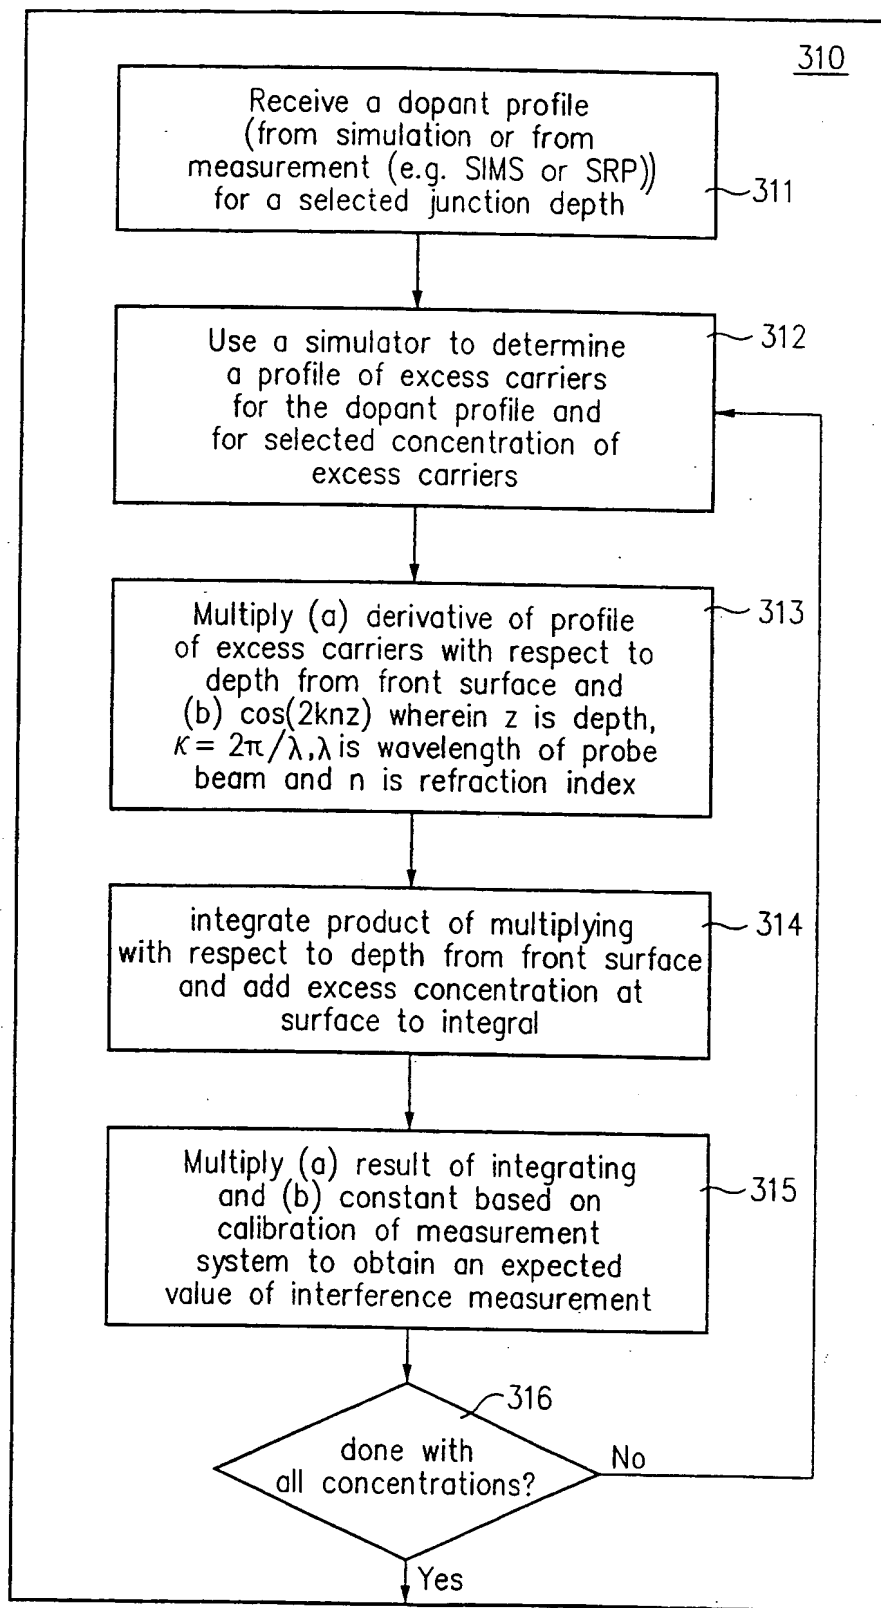 310
Receive a dopant profile
(from simulation or from
measurement (e.g. SIMS or SRP))
for a selected junction depth
311
Use a simulator to determine
a profile of excess carriers
for the dopant profile and
for selected concentration of
excess carriers
312
Multiply (a) derivative of profile
of excess carriers with respect to
depth from front surface and
(b) cos(2knz) wherein z is depth,
κ = 2π/λ,λ is wavelength of probe
beam and n is refraction index
313
integrate product of multiplying
with respect to depth from front surface
and add excess concentration at
surface to integral
314
Multiply (a) result of integrating
and (b) constant based on
calibration of measurement
system to obtain an expected
value of interference measurement
315
316
done with
all concentrations?
No
Yes